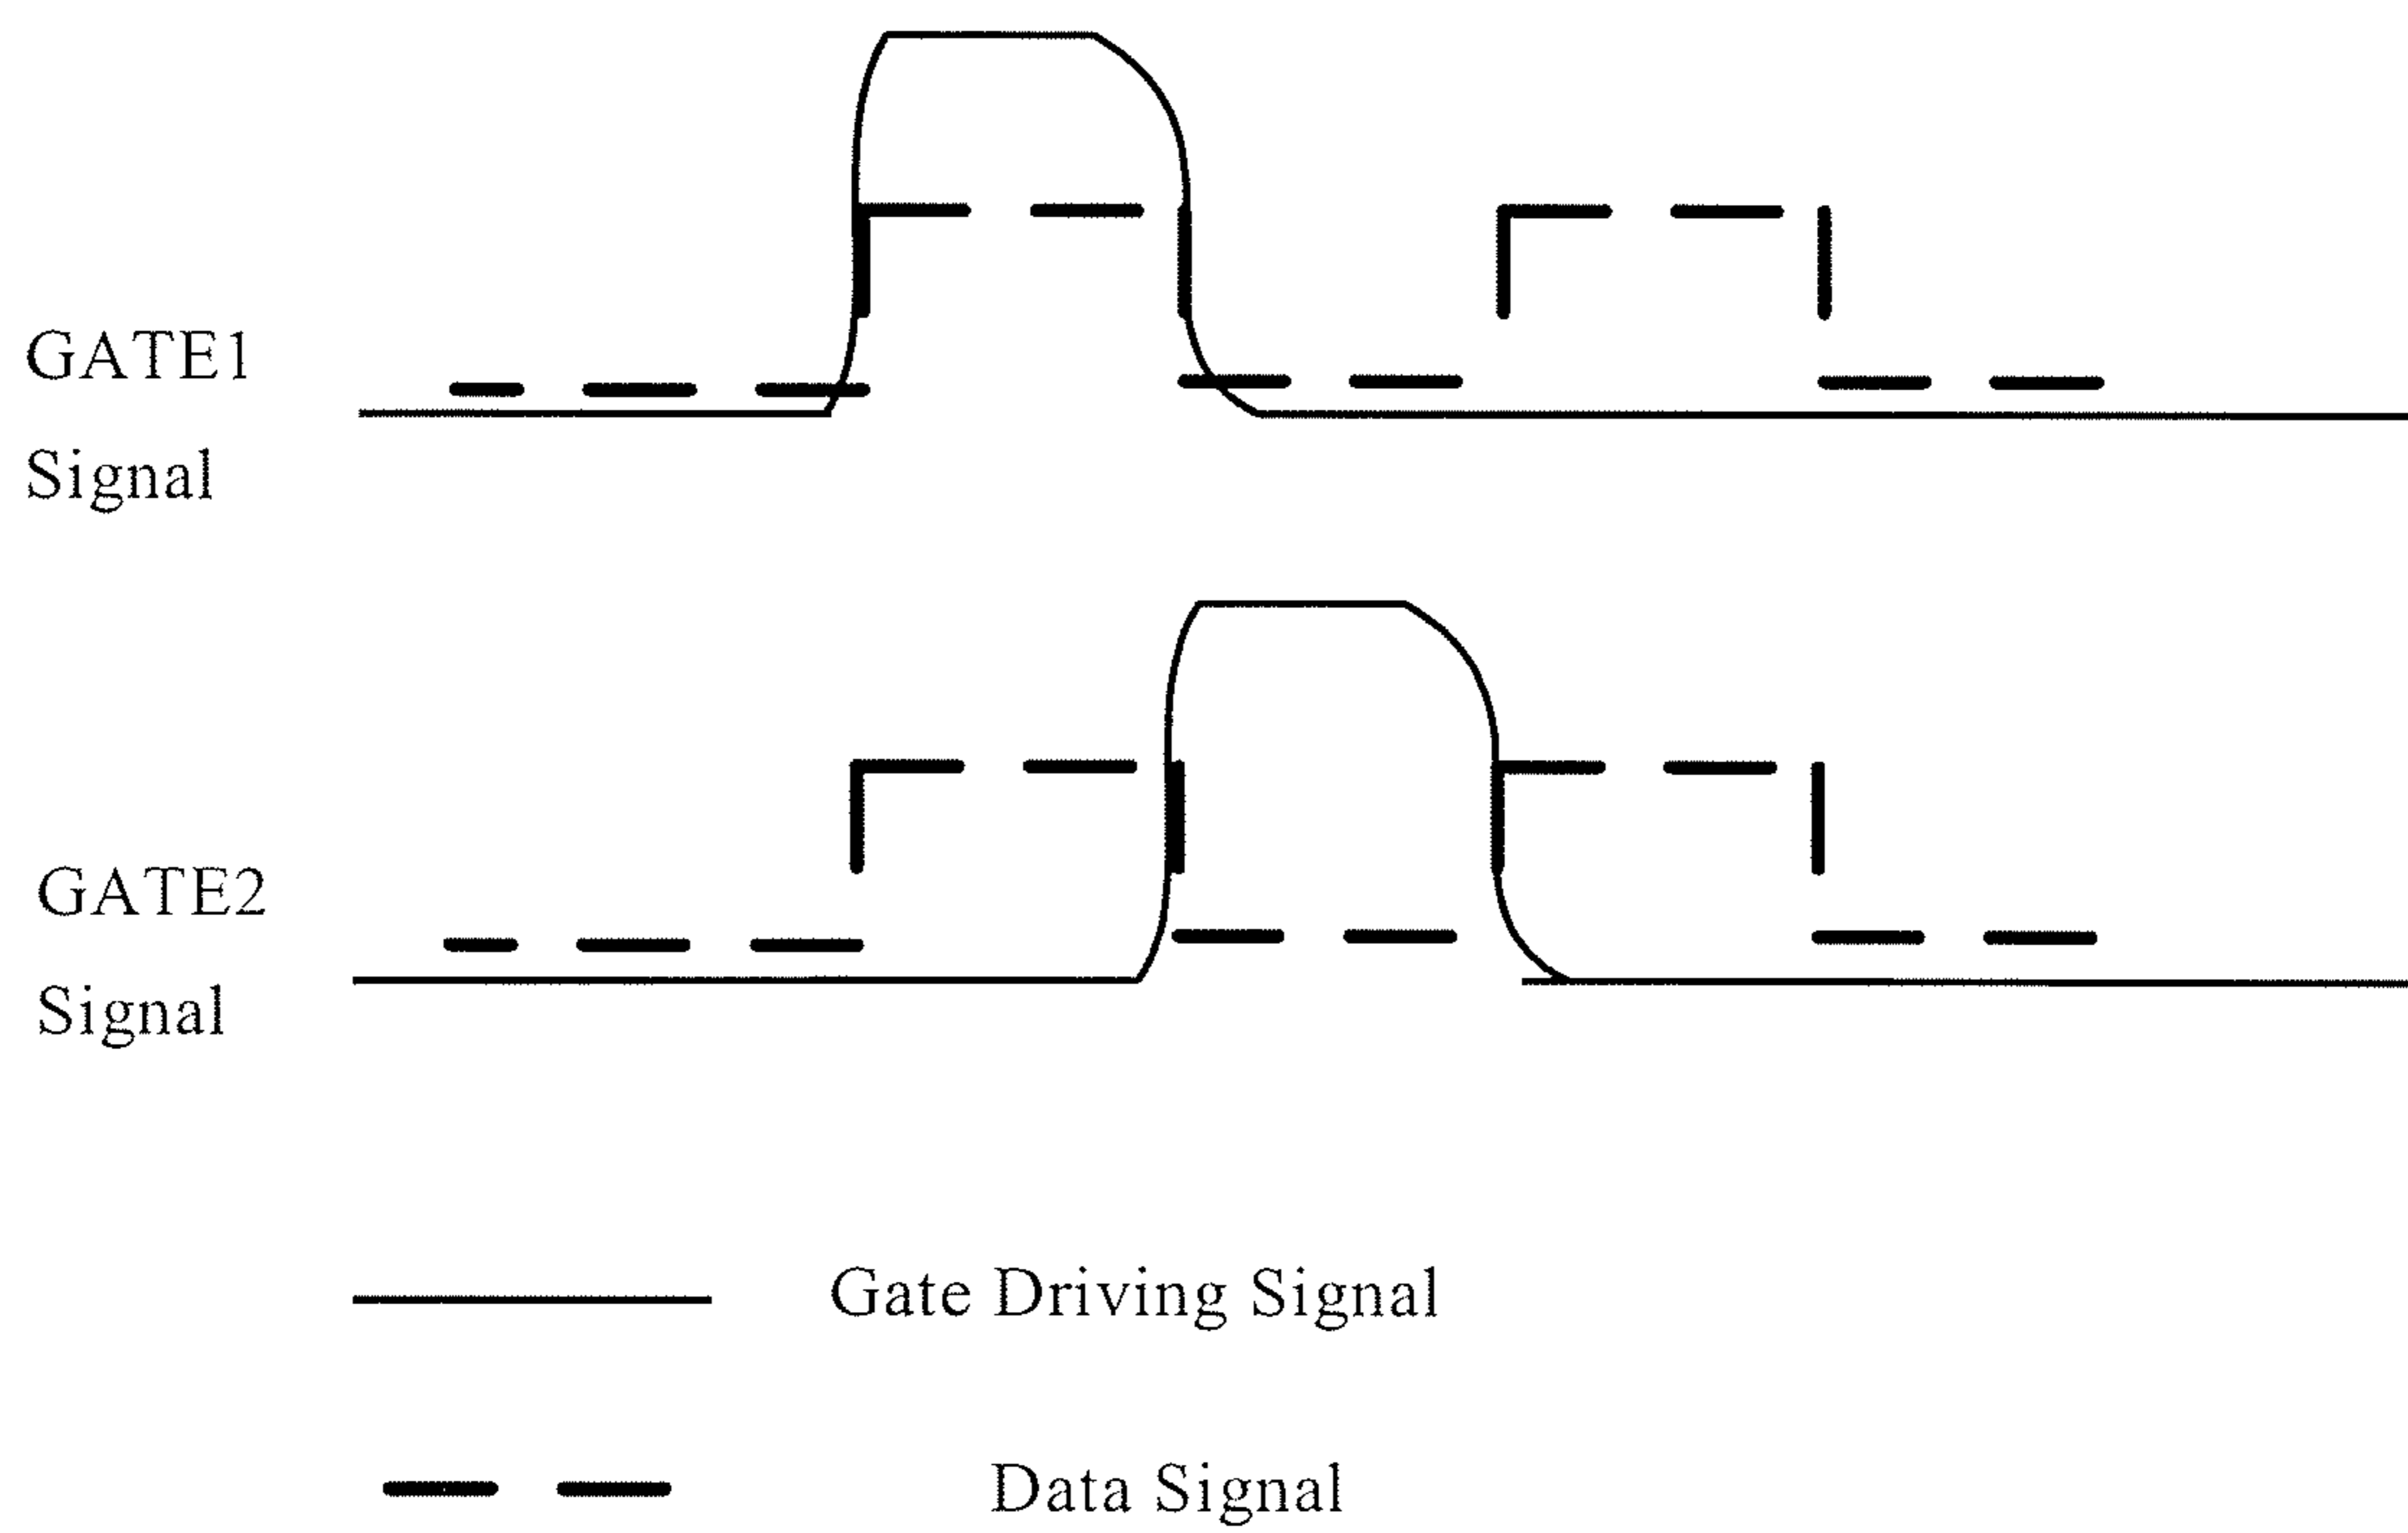 GATE1
Signal
GATE2
Signal
Gate Driving Signal
Data Signal